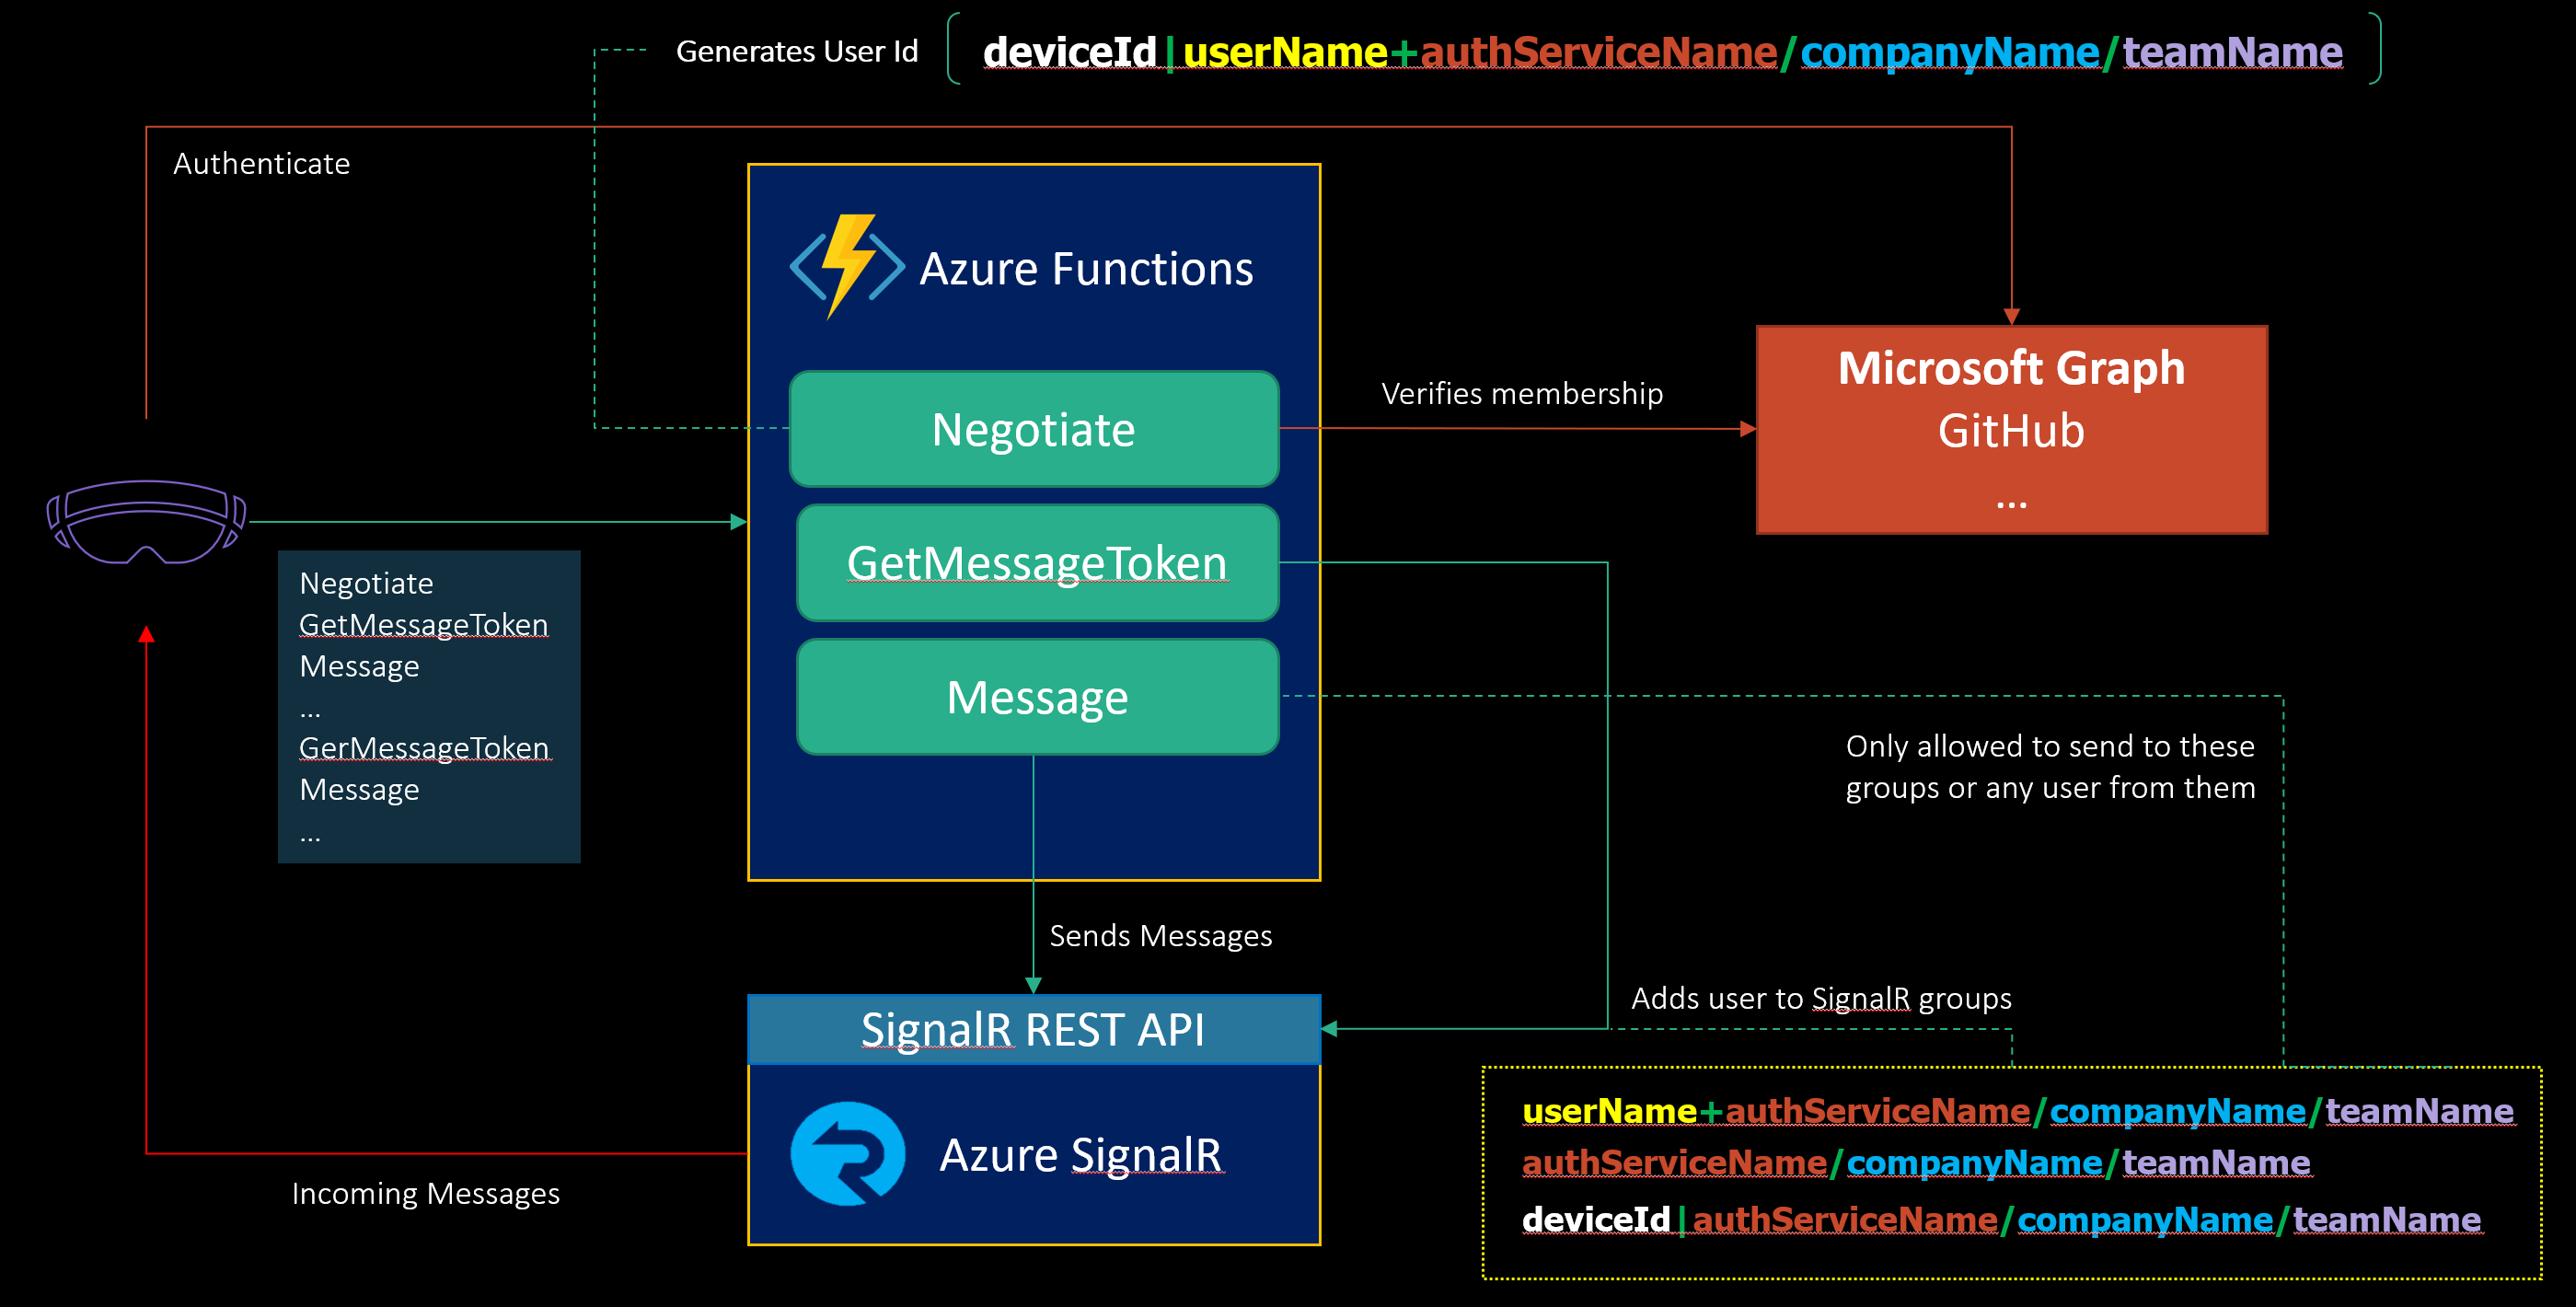 Generates User Id
deviceId|userName+authServiceName/companyName/teamName
Authenticate
Azure Functions
Negotiate
Verifies membership
Microsoft Graph
GitHub
...
GetMessageToken
Message
Negotiate
GetMessageToken
Message
...
GerMessageToken
Message
...
Only allowed to send to these
groups or any user from them
Sends Messages
Adds user to SignalR groups
SignalR REST API
Azure SignalR
Incoming Messages
userName+authServiceName/companyName/teamName
authServiceName/companyName/teamName
deviceId|authServiceName/companyName/teamName